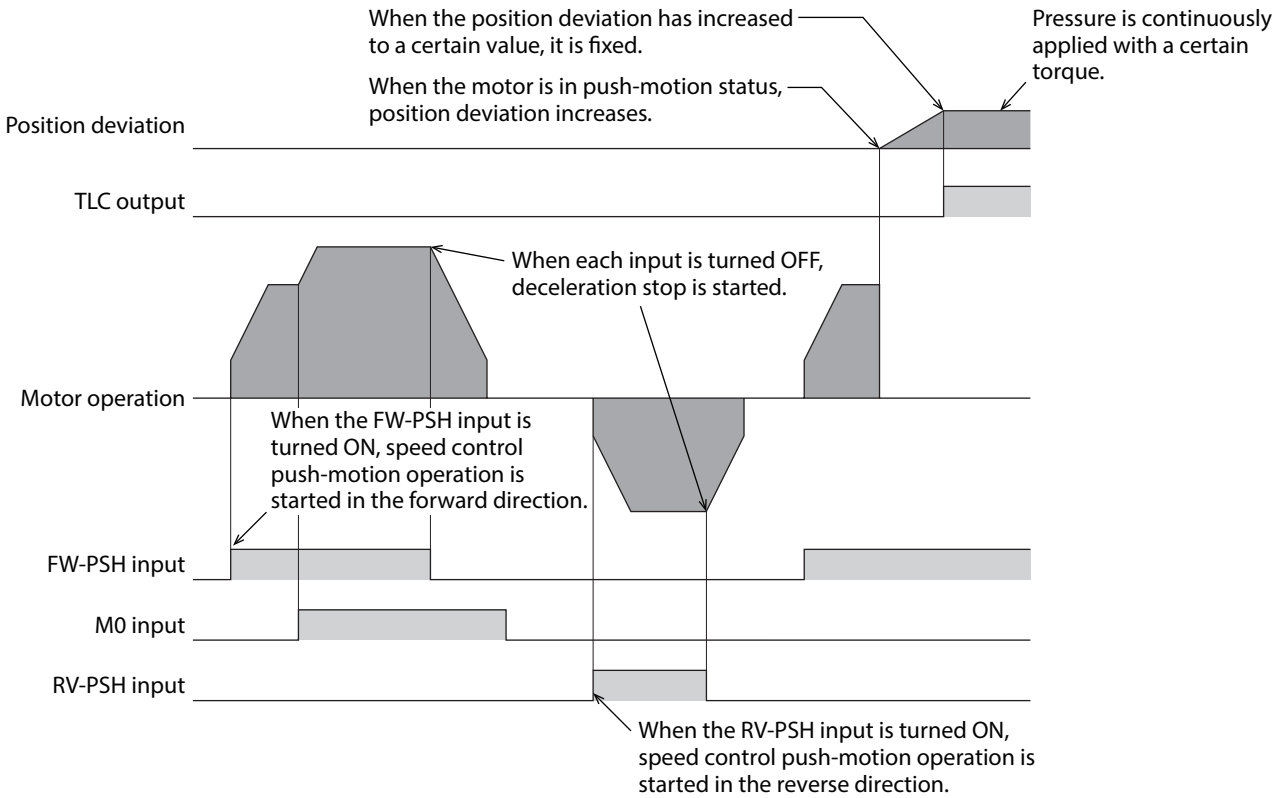 When the position deviation has increased
to a certain value, it is fixed.
Pressure is continuously
applied with a certain
torque.
When the motor is in push-motion status,
position deviation increases.
Position deviation
TLC output
When each input is turned OFF,
deceleration stop is started.
Motor operation
When the FW-PSH input is
turned ON, speed control
push-motion operation is
started in the forward direction.
FW-PSH input
M0 input
RV-PSH input
When the RV-PSH input is turned ON,
speed control push-motion operation is
started in the reverse direction.